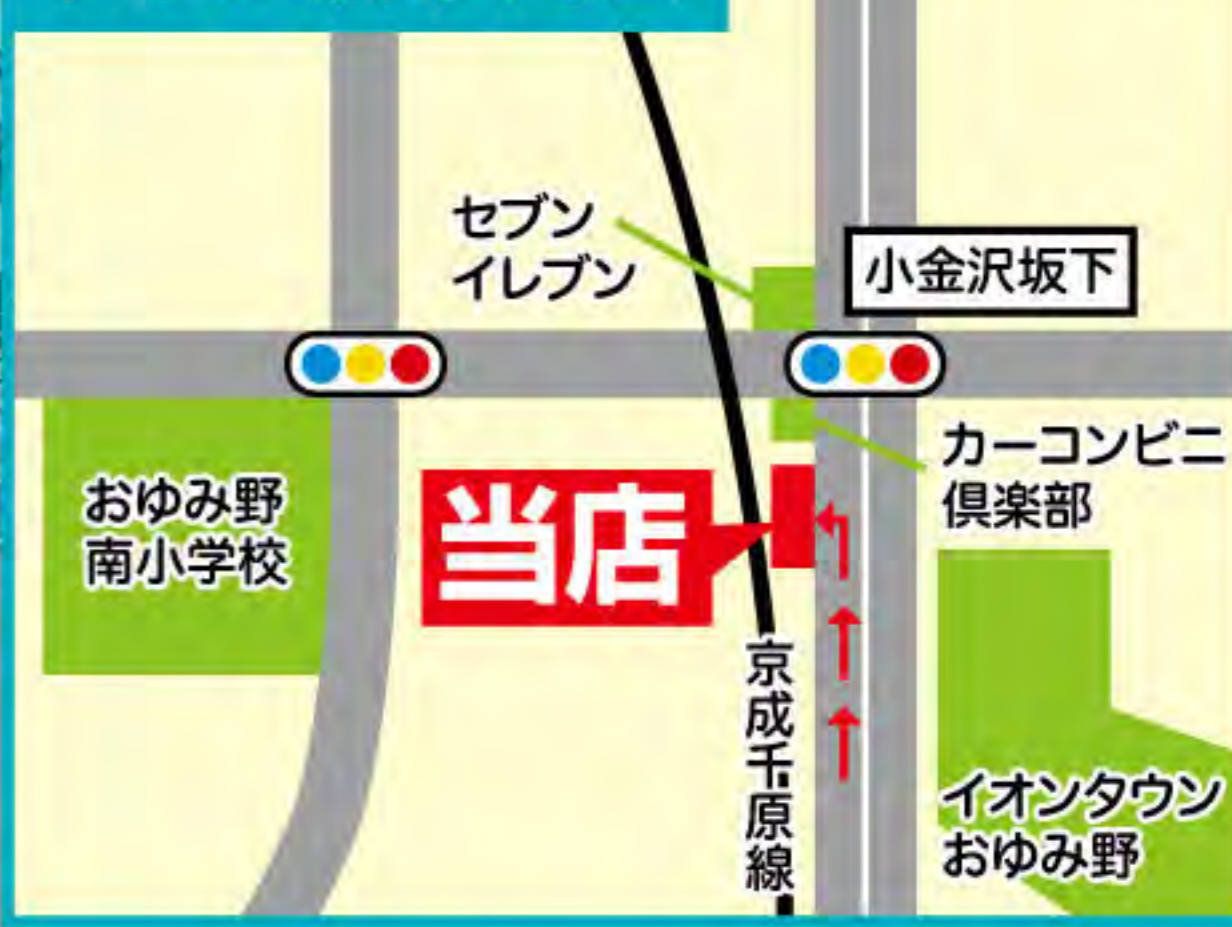 セブン
イレブン
小金沢坂下
カーコンビニ
倶楽部
おゆみ野
南小学校
当店
京成千原線
イオンタウン
おゆみ野